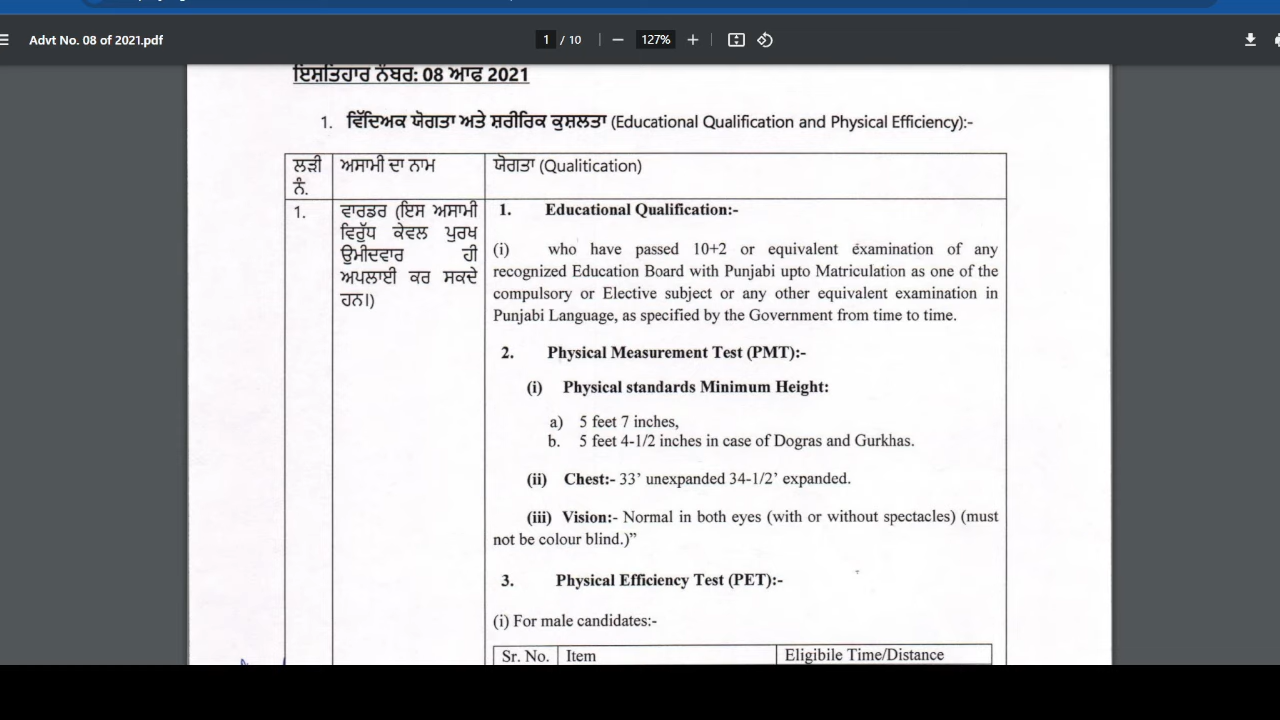 Advt No. 08 of 2021.pdf
1 / 10
127%
ਇਸ਼ਤਿਹਾਰ ਨੰਬਰ: 08 ਆਫ 2021
1. ਵਿੱਦਿਅਕ ਯੋਗਤਾ ਅਤੇ ਸ਼ਰੀਰਿਕ ਕੁਸ਼ਲਤਾ (Educational Qualification and Physical Efficiency):-
ਲੜੀ
ਨੰ.
ਅਸਾਮੀ ਦਾ ਨਾਮ
ਯੋਗਤਾ (Qualitication)
1.
ਵਾਰਡਰ (ਇਸ ਅਸਾਮੀ
ਵਿਰੁੱਧ ਕੇਵਲ ਪੁਰਖ
ਉਮੀਦਵਾਰ ਹੀ
ਅਪਲਾਈ ਕਰ ਸਕਦੇ
ਹਨ।)
1. Educational Qualification:-
(i) who have passed 10+2 or equivalent examination of any
recognized Education Board with Punjabi upto Matriculation as one of the
compulsory or Elective subject or any other equivalent examination in
Punjabi Language, as specified by the Government from time to time.
2. Physical Measurement Test (PMT):-
(i) Physical standards Minimum Height:
a) 5 feet 7 inches,
b. 5 feet 4-1/2 inches in case of Dogras and Gurkhas.
(ii) Chest:- 33’ unexpanded 34-1/2’ expanded.
(iii) Vision:- Normal in both eyes (with or without spectacles) (must
not be colour blind.)”
3. Physical Efficiency Test (PET):-
(i) For male candidates:-
Sr. No. Item Eligibile Time/Distance